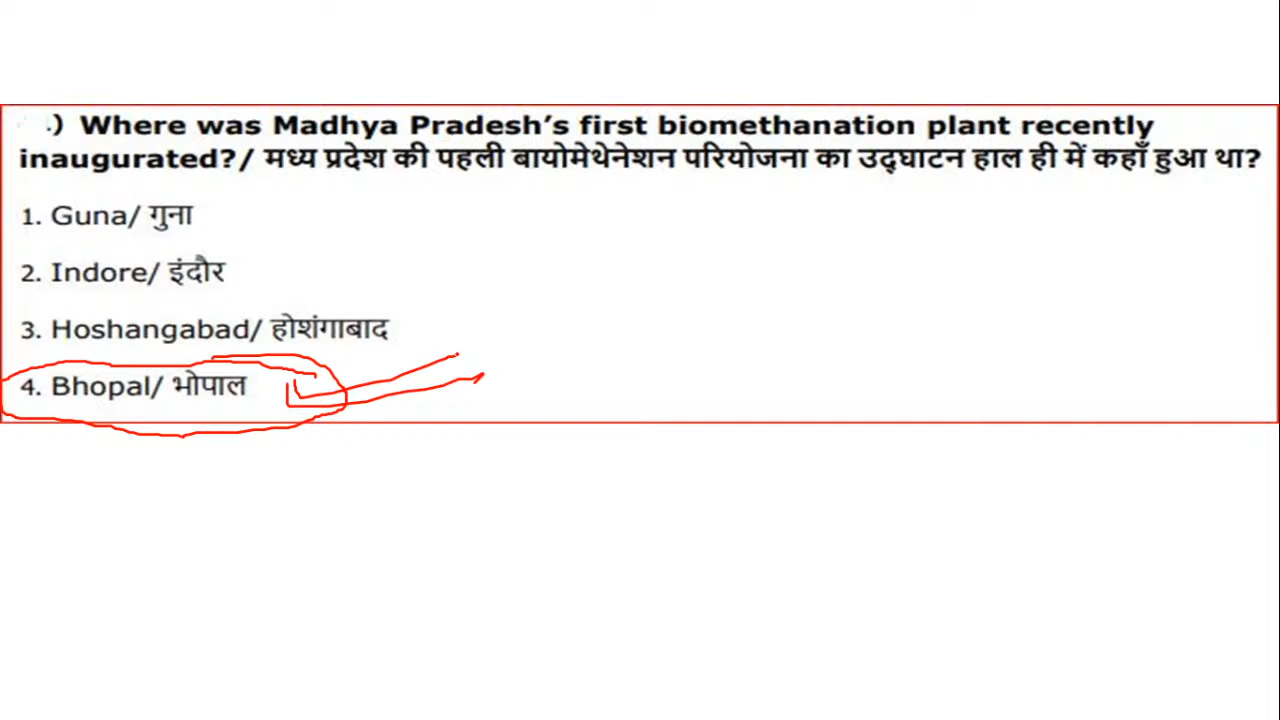 .) Where was Madhya Pradesh’s first biomethanation plant recently
inaugurated?/ मध्य प्रदेश की पहली बायोमेथेनेशन परियोजना का उद्घाटन हाल ही में कहाँ हुआ था?
1. Guna/ गुना
2. Indore/ इंदौर
3. Hoshangabad/ होशंगाबाद
4. Bhopal/ भोपाल